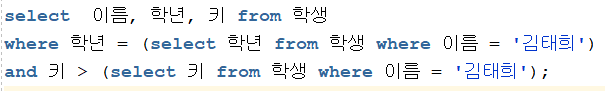 select  이름, 학년, 키 from 학생
where 학년 = (select 학년 from 학생 where 이름 = '김태희')
and 키 > (select 키 from 학생 where 이름 = '김태희');